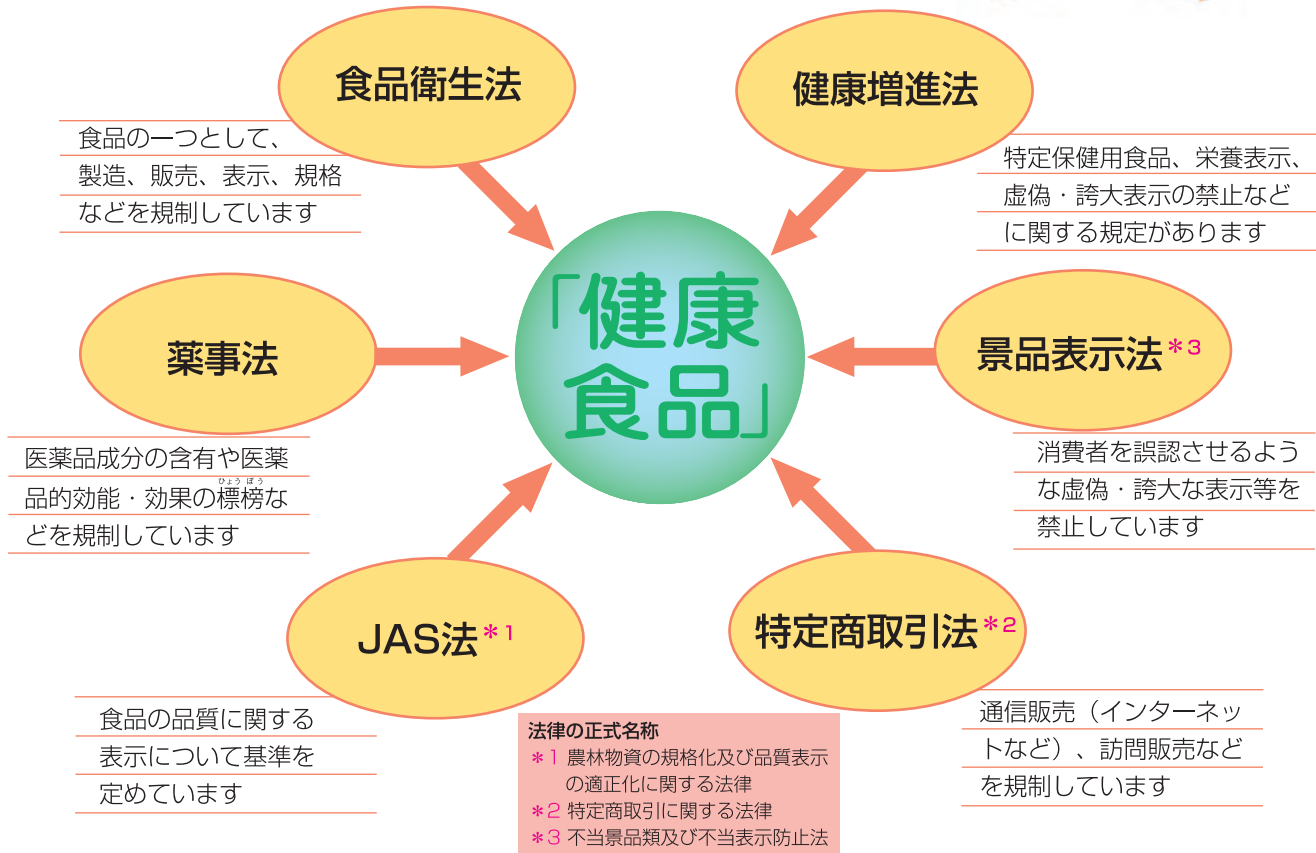 食品衛生法
食品の一つとして、
製造、販売、表示、規格
などを規制しています
健康増進法
特定保健用食品、栄養表示、
虚偽・誇大表示の禁止など
に関する規定があります
「健康
食品」
薬事法
医薬品成分の含有や医薬
品的効能・効果の標榜な
ひょうぼう
どを規制しています
景品表示法*3
消費者を誤認させるよう
な虚偽・誇大な表示等を
禁止しています
JAS法*1
食品の品質に関する
表示について基準を
定めています
特定商取引法*2
通信販売（インターネッ
トなど）、訪問販売など
を規制しています
法律の正式名称
*1 農林物資の規格化及び品質表示
の適正化に関する法律
*2 特定商取引に関する法律
*3 不当景品類及び不当表示防止法